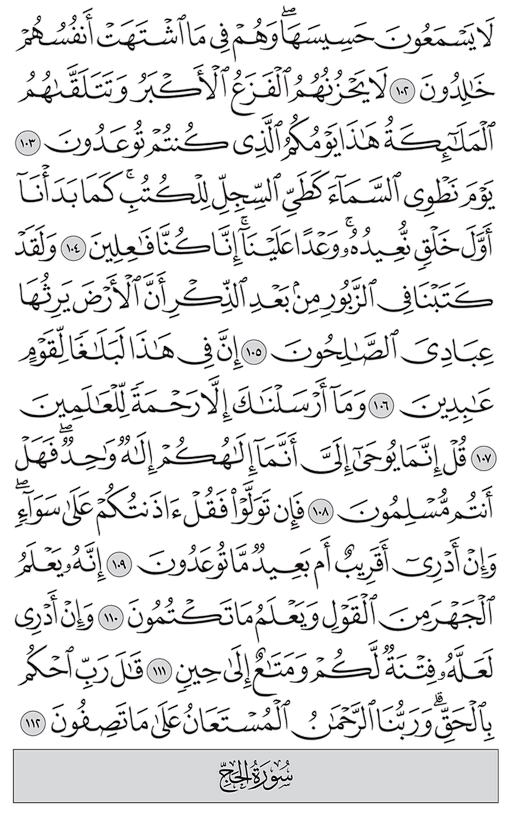 لَا يَسْمَعُونَ حَسِيسَهَا ۖ وَهُمْ فِي مَا ٱشْتَهَتْ أَنفُسُهُمْ
خَٰلِدُونَ ١٠٢ لَا يَحْزُنُهُمُ ٱلْفَزَعُ ٱلْأَكْبَرُ وَتَتَلَقَّىٰهُمُ
ٱلْمَلَٰٓئِكَةُ هَٰذَا يَوْمُكُمُ ٱلَّذِي كُنتُمْ تُوعَدُونَ ١٠٣
يَوْمَ نَطْوِي ٱلسَّمَآءَ كَطَيِّ ٱلسِّجِلِّ لِلْكُتُبِ ۚ كَمَا بَدَأْنَآ
أَوَّلَ خَلْقٍ نُّعِيدُهُۥ ۚ وَعْدًا عَلَيْنَآ ۚ إِنَّا كُنَّا فَٰعِلِينَ ١٠٤ وَلَقَدْ
كَتَبْنَا فِي ٱلزَّبُورِ مِنۢ بَعْدِ ٱلذِّكْرِ أَنَّ ٱلْأَرْضَ يَرِثُهَا
عِبَادِيَ ٱلصَّٰلِحُونَ ١٠٥ إِنَّ فِي هَٰذَا لَبَلَٰغًا لِّقَوْمٍ
عَٰبِدِينَ ١٠٦ وَمَآ أَرْسَلْنَٰكَ إِلَّا رَحْمَةً لِّلْعَٰلَمِينَ
١٠٧ قُلْ إِنَّمَا يُوحَىٰٓ إِلَيَّ أَنَّمَآ إِلَٰهُكُمْ إِلَٰهٌ وَٰحِدٌ ۖ فَهَلْ
أَنتُم مُّسْلِمُونَ ١٠٨ فَإِن تَوَلَّوْا۟ فَقُلْ ءَاذَنتُكُمْ عَلَىٰ سَوَآءٍ ۖ
وَإِنْ أَدْرِيٓ أَقَرِيبٌ أَم بَعِيدٌ مَّا تُوعَدُونَ ١٠٩ إِنَّهُۥ يَعْلَمُ
ٱلْجَهْرَ مِنَ ٱلْقَوْلِ وَيَعْلَمُ مَا تَكْتُمُونَ ١١٠ وَإِنْ أَدْرِي
لَعَلَّهُۥ فِتْنَةٌ لَّكُمْ وَمَتَٰعٌ إِلَىٰ حِينٍ ١١١ قَٰلَ رَبِّ ٱحْكُم
بِٱلْحَقِّ ۗ وَرَبُّنَا ٱلرَّحْمَٰنُ ٱلْمُسْتَعَانُ عَلَىٰ مَا تَصِفُونَ ١١٢
سُورَةُ الحَجِّ